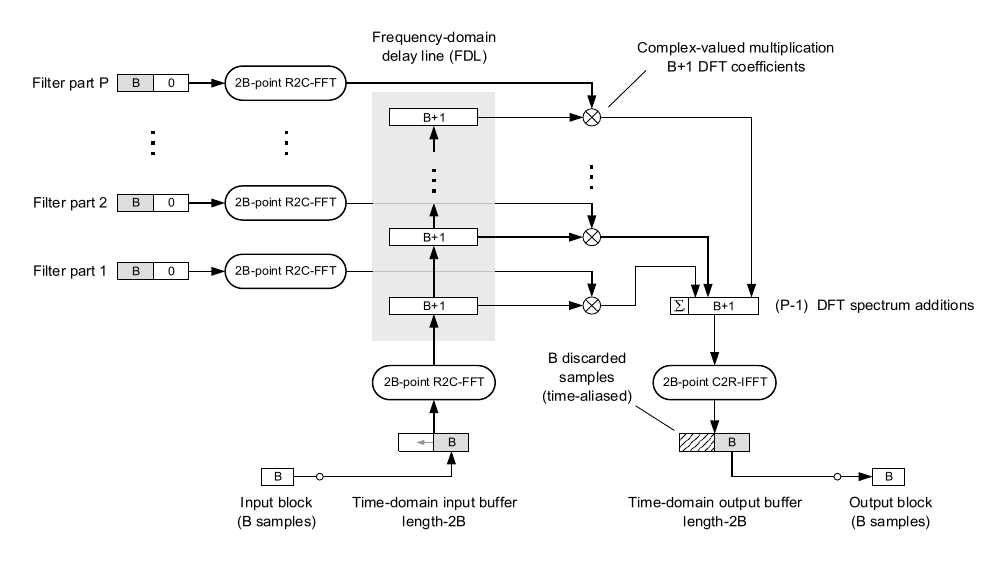 Frequency-domain
delay line (FDL)
Complex-valued multiplication
B+1 DFT coefficients
Filter part P
B 0
2B-point R2C-FFT
B+1
Filter part 2
B 0
2B-point R2C-FFT
B+1
Filter part 1
B 0
2B-point R2C-FFT
B+1
Σ B+1
(P-1) DFT spectrum additions
2B-point R2C-FFT
B discarded
samples
(time-aliased)
2B-point C2R-IFFT
B
B
B
B
Input block
(B samples)
Time-domain input buffer
length-2B
Time-domain output buffer
length-2B
Output block
(B samples)